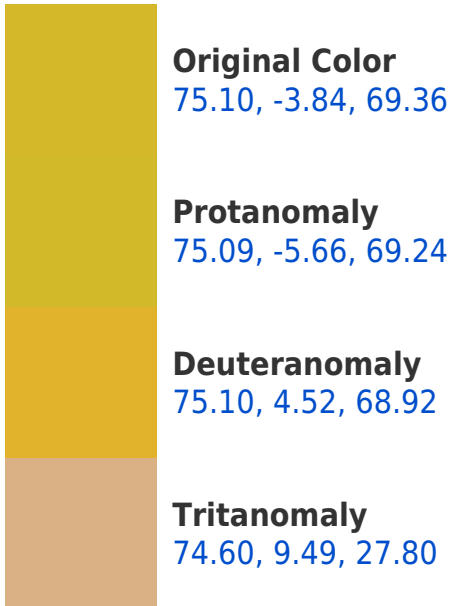 Original Color
75.10, -3.84, 69.36
Protanomaly
75.09, -5.66, 69.24
Deuteranomaly
75.10, 4.52, 68.92
Tritanomaly
74.60, 9.49, 27.80